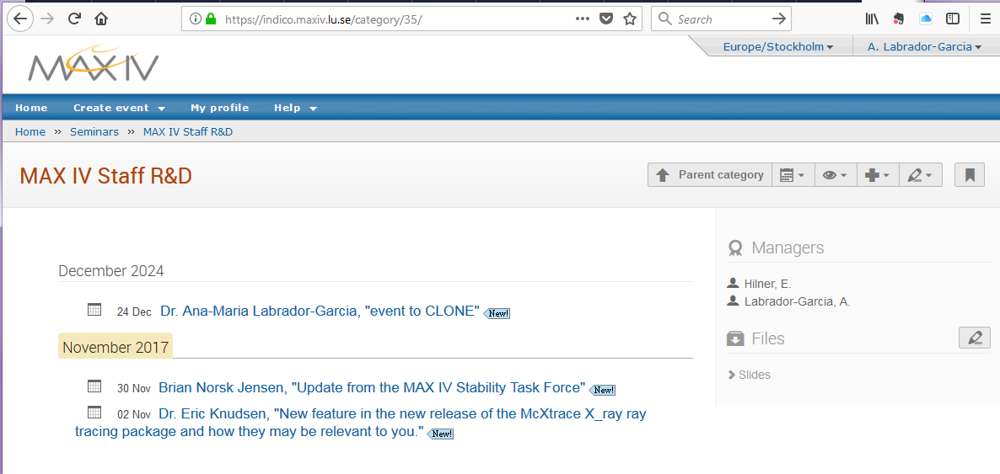 https://indico.maxiv.lu.se/category/35/
Search
MAXIV
Europe/Stockholm
A. Labrador-Garcia
Home
Create event
My profile
Help
Home » Seminars » MAX IV Staff R&D
MAX IV Staff R&D
Parent category
December 2024
24 Dec Dr. Ana-Maria Labrador-Garcia, "event to CLONE" New!
November 2017
30 Nov Brian Norsk Jensen, "Update from the MAX IV Stability Task Force" New!
02 Nov Dr. Eric Knudsen, "New feature in the new release of the McXtrace X_ray ray
tracing package and how they may be relevant to you." New!
Managers
Hilner, E.
Labrador-Garcia, A.
Files
Slides